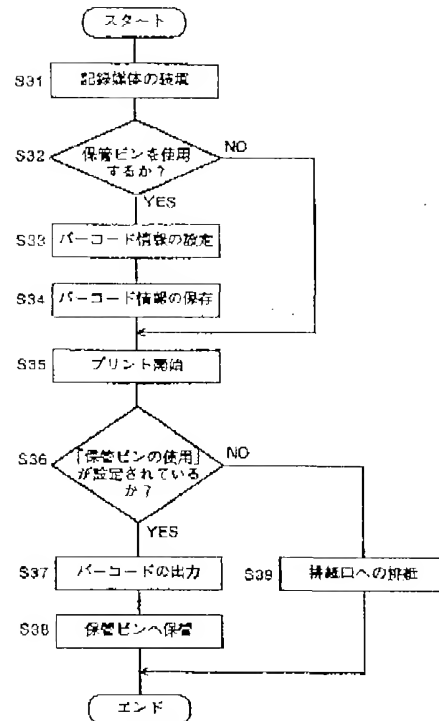 スタート
S31
記録媒体の装填
S32
保管ビンを使用
するか？
NO
YES
S33
バーコード情報の設定
S34
バーコード情報の保存
S35
プリント開始
S36
「保管ビンの使用」
が設定されている
か？
NO
YES
S37
バーコードの出力
S39
排紙口への排紙
S38
保管ビンへ保管
エンド